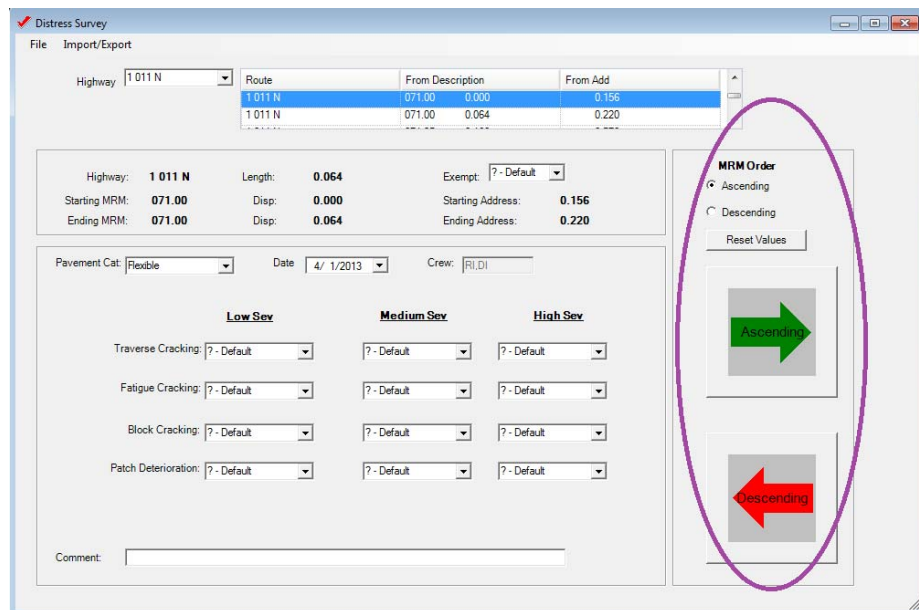 Distress Survey
File Import/Export
Highway 1 011 N
Route From Description From Add
1 011 N 071.00 0.000 0.156
1 011 N 071.00 0.064 0.220
Highway: 1 011 N Length: 0.064 Exempt: ? - Default
Starting MRM: 071.00 Disp: 0.000 Starting Address: 0.156
Ending MRM: 071.00 Disp: 0.064 Ending Address: 0.220
MRM Order
Ascending
Descending
Reset Values
Pavement Cat: Flexible Date 4/ 1/2013 Crew: RI,DI
Low Sev Medium Sev High Sev
Traverse Cracking: ? - Default ? - Default ? - Default
Fatigue Cracking: ? - Default ? - Default ? - Default
Block Cracking: ? - Default ? - Default ? - Default
Patch Deterioration: ? - Default ? - Default ? - Default
Comment:
Ascending
Descending